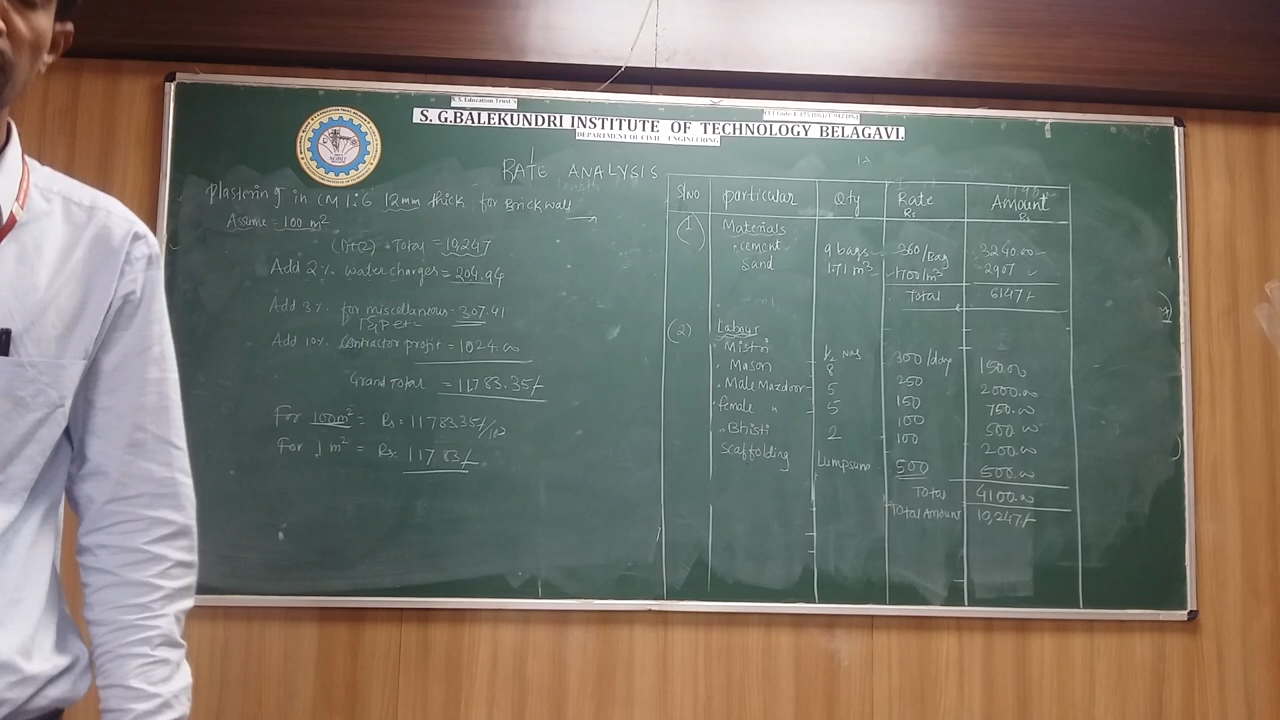 S. S. Education Trust's
S. G.BALEKUNDRI INSTITUTE OF TECHNOLOGY BELAGAVI.
DEPARTMENT OF CIVIL ENGINEERING
SGBIT
RATE ANALYSIS
Plastering in CM 1:6 12mm thick for Brick wall
Assume = 100 m²
(1)+(2) Total = 10,247
Add 2% water charges = 204.94
Add 3% for miscellaneous - 307.41
T&P etc
Add 10% contractor profit = 1024.00
Grand Total = 11783.35/-
For 100m² = Rs = 11783.35/100
For 1 m² = Rs: 117.83/-
Sl.No particular Qty Rate Rs Amount Rs
(1) Materials
cement 9 bags 360/Bag 3240.00
Sand 1.71 m³ 1700/m³ 2907
Total 6147/-
(2) Labour
Mistri 1/2 Nos 300/day 150.00
Mason 8 250 2000.00
Male Mazdoor 5 150 750.00
female " 5 100 500.00
Bhisti 2 100 200.00
Scaffolding Lumpsum 500 500.00
Total 4100.00
Total Amount 10,247/-